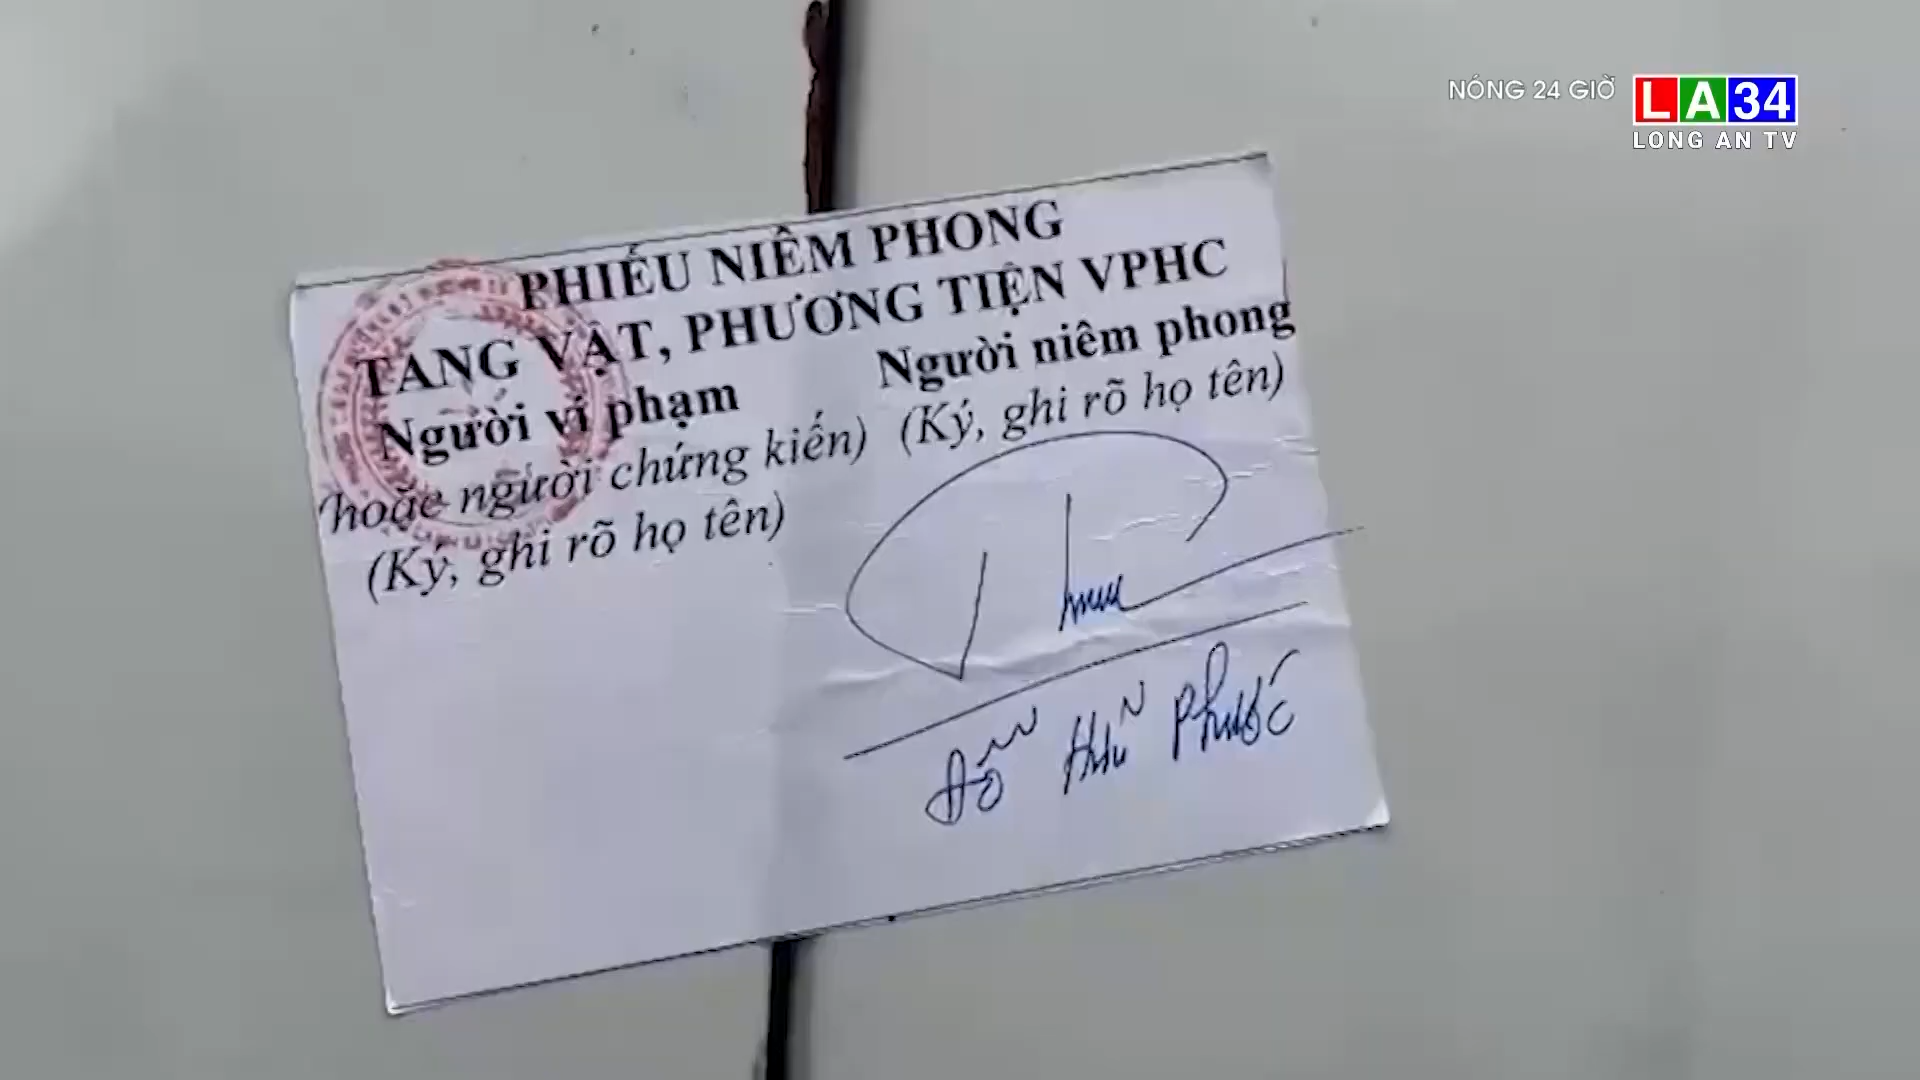 NÓNG 24 GIỜ
LA34
LONG AN TV
PHIẾU NIÊM PHONG
TANG VẬT, PHƯƠNG TIỆN VPHC
Người vi phạm
hoặc người chứng kiến)
(Ký, ghi rõ họ tên)
Người niêm phong
(Ký, ghi rõ họ tên)
Đỗ Hữu Phước